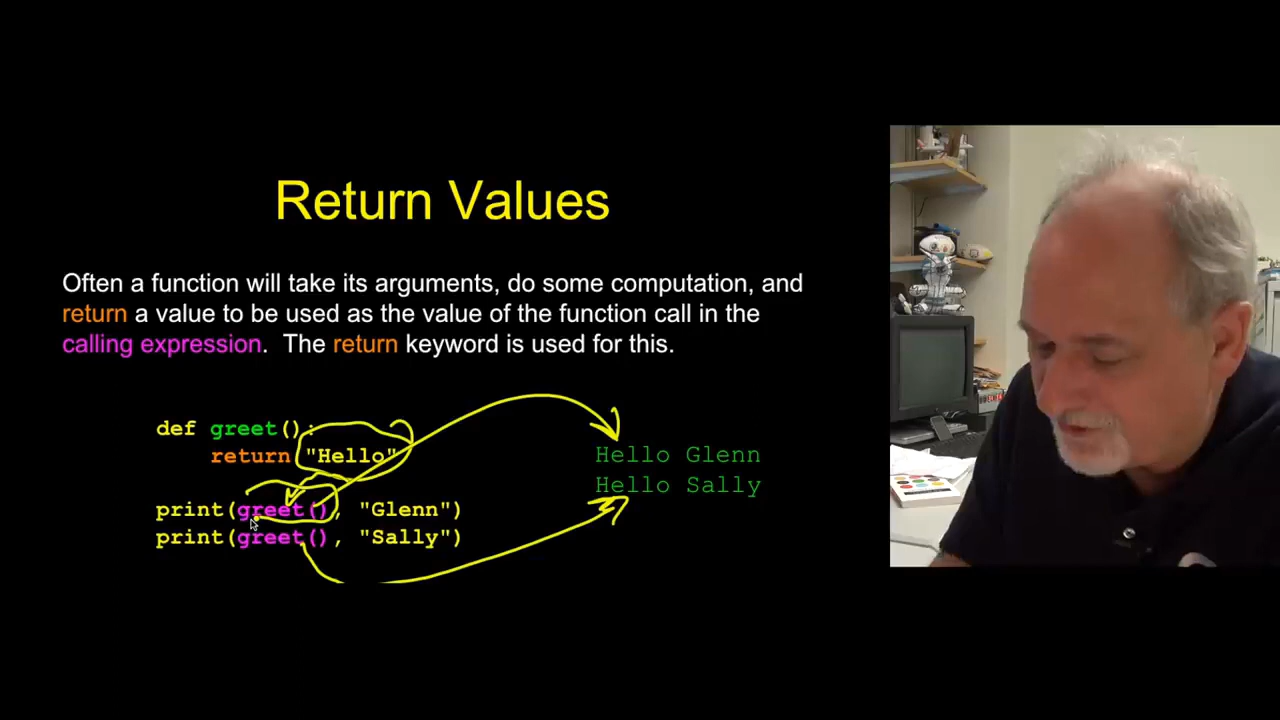 Return Values
Often a function will take its arguments, do some computation, and
return a value to be used as the value of the function call in the
calling expression.  The return keyword is used for this.
def greet():
    return "Hello"
print(greet(), "Glenn")
print(greet(), "Sally")
Hello Glenn
Hello Sally